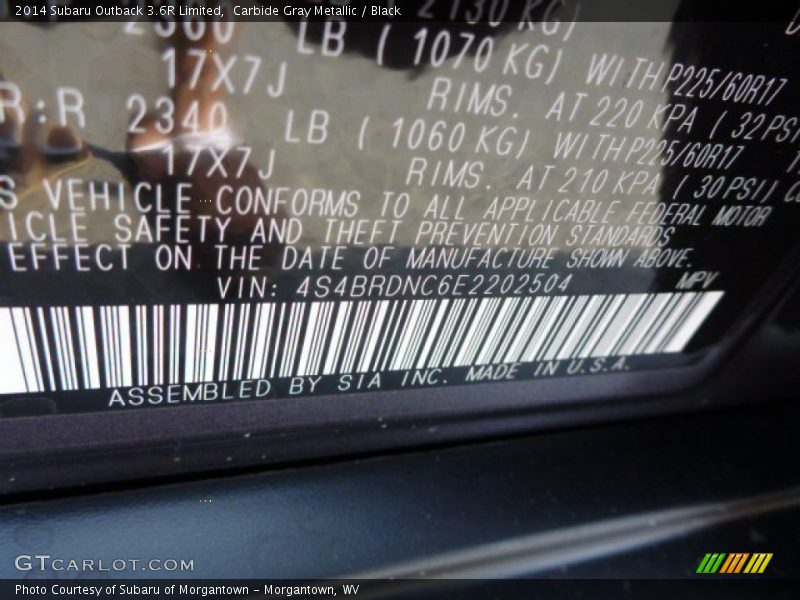 2014 Subaru Outback 3.6R Limited, Carbide Gray Metallic / Black
2130 KG)
2360 LB ( 1070 KG) WITH P225/60R17
17X7J RIMS. AT 220 KPA ( 32 PSI
R:R 2340 LB ( 1060 KG) WITH P225/60R17
17X7J RIMS. AT 210 KPA ( 30 PSI) CO
S VEHICLE CONFORMS TO ALL APPLICABLE FEDERAL MOTOR
ICLE SAFETY AND THEFT PREVENTION STANDARDS
EFFECT ON THE DATE OF MANUFACTURE SHOWN ABOVE.
VIN: 4S4BRDNC6E2202504 MPV
ASSEMBLED BY SIA INC. MADE IN U.S.A.
GTCARLOT.COM
Photo Courtesy of Subaru of Morgantown - Morgantown, WV